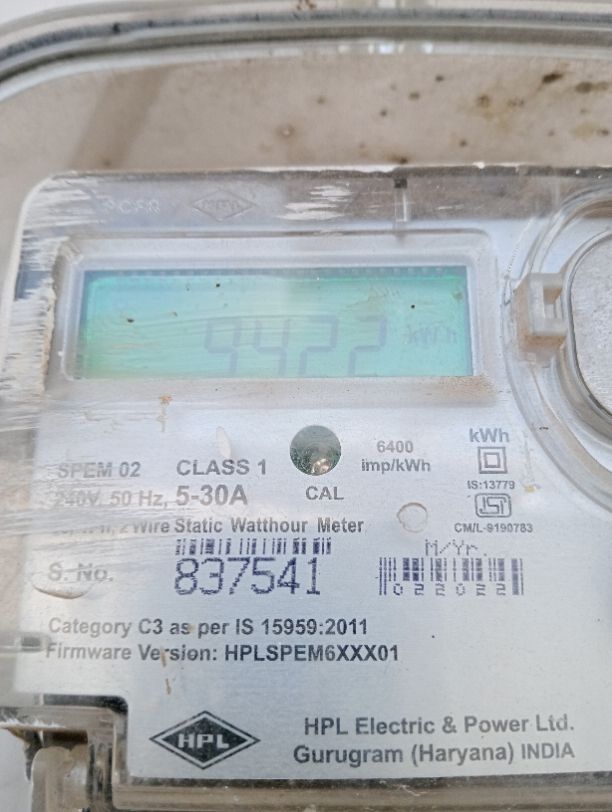 9422
kWh
6400
SPEM 02 CLASS 1 imp/kWh
IS:13779
240V, 50 Hz, 5-30A CAL
ISI
CM/L-9190783
2 Wire Static Watthour Meter
M/Yr.
S. No. 837541
022022
Category C3 as per IS 15959:2011
Firmware Version: HPLSPEM6XXX01
HPL
HPL Electric & Power Ltd.
Gurugram (Haryana) INDIA